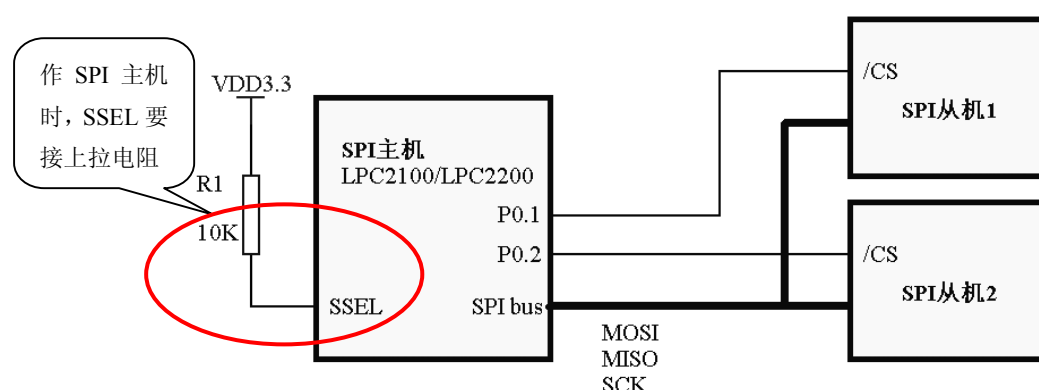 作 SPI 主机
时，SSEL 要
接上拉电阻
VDD3.3
R1
10K
SPI主机
LPC2100/LPC2200
P0.1
P0.2
SSEL
SPI bus
MOSI
MISO
SCK
/CS
SPI从机1
/CS
SPI从机2